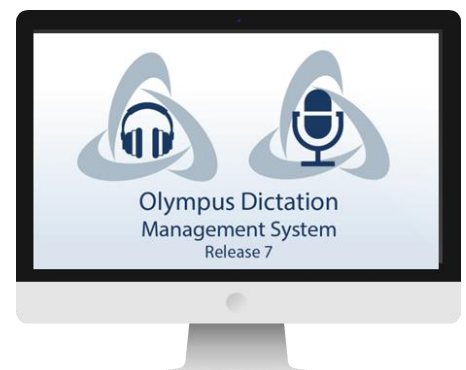 Olympus Dictation
Management System
Release 7